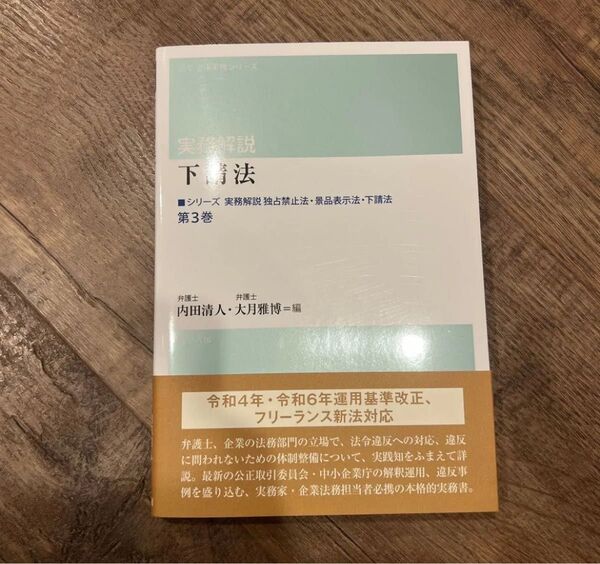 実務解説
下請法
■シリーズ 実務解説 独占禁止法・景品表示法・下請法
第3巻
弁護士 弁護士
内田清人・大月雅博＝編
令和4年・令和6年運用基準改正、
フリーランス新法対応
弁護士、企業の法務部門の立場で、法令違反への対応、違反
に問われないための体制整備について、実践知をふまえて詳
説。最新の公正取引委員会・中小企業庁の解釈運用、違反事
例を盛り込む、実務家・企業法務担当者必携の本格的実務書。